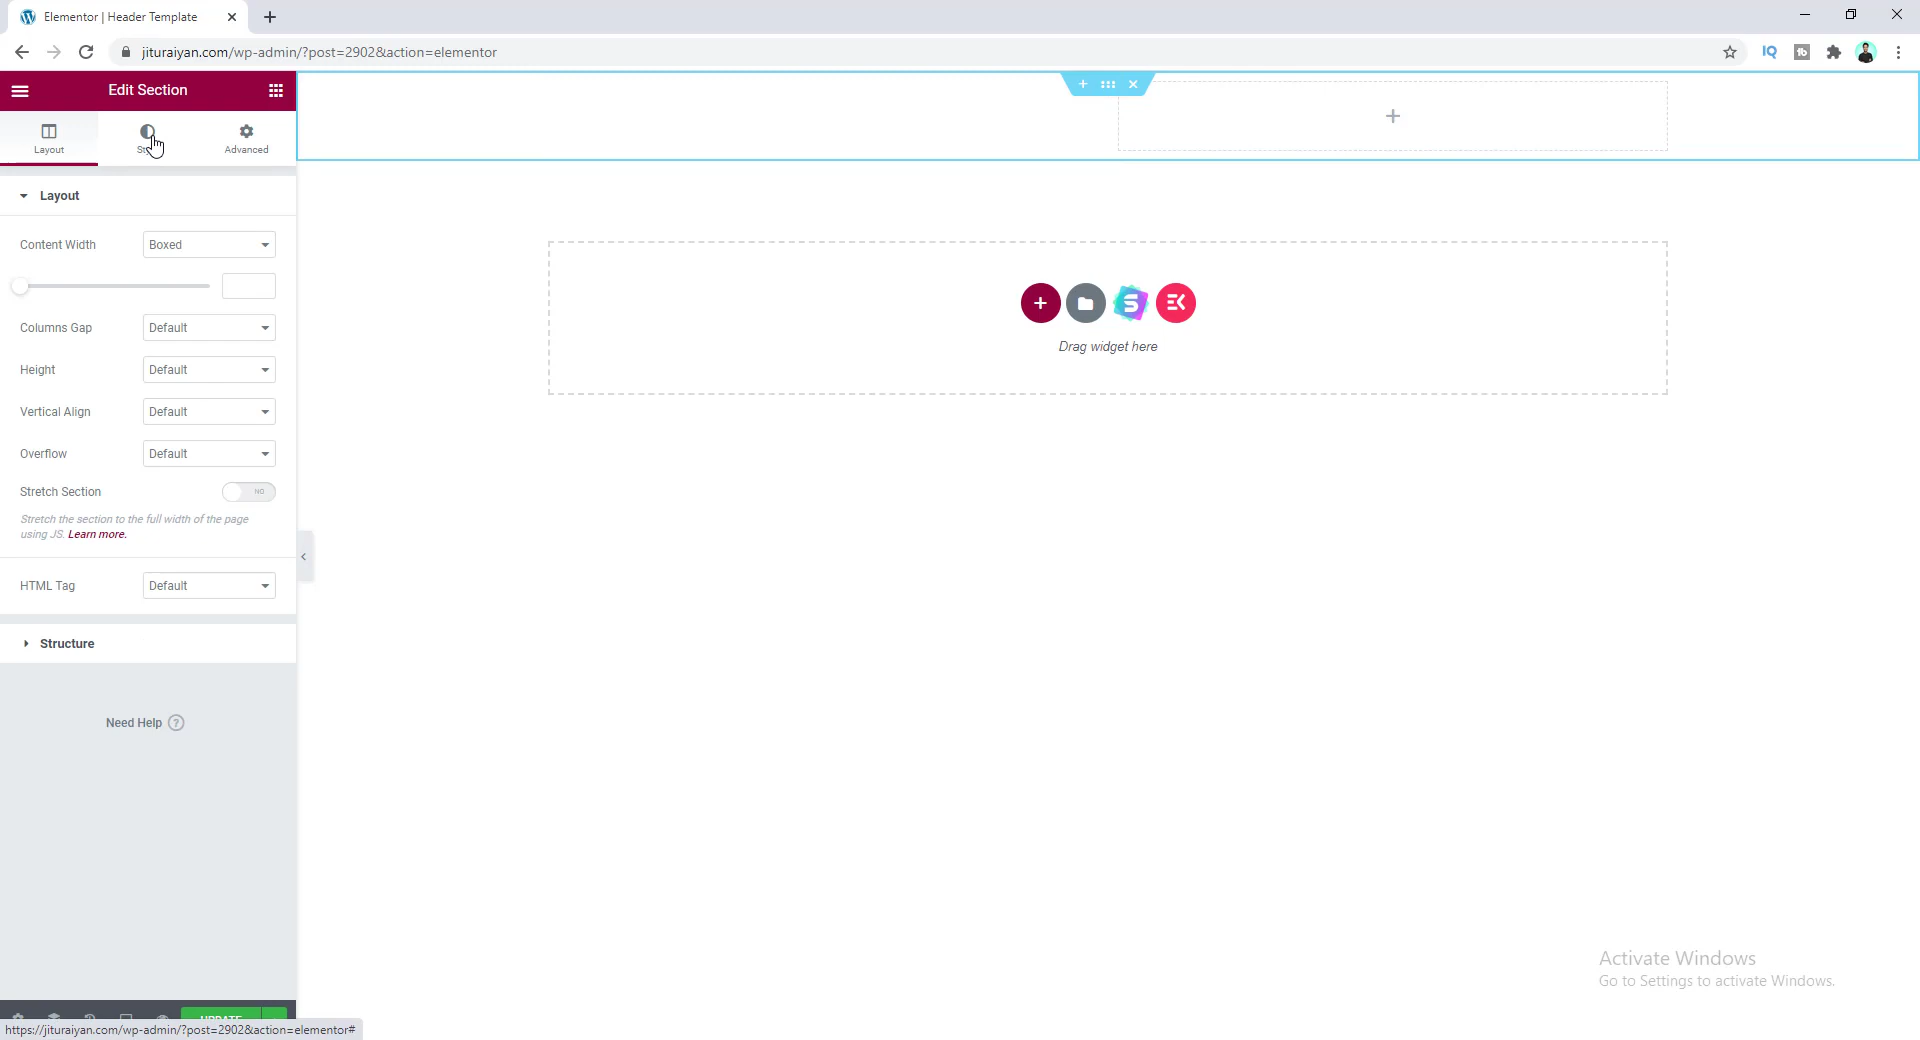 Elementor | Header Template
jituraiyan.com/wp-admin/?post=2902&action=elementor
Edit Section
Layout
Advanced
Layout
Content Width
Boxed
Columns Gap
Default
Height
Default
Vertical Align
Default
Overflow
Default
Stretch Section
NO
Stretch the section to the full width of the page
using JS. Learn more.
HTML Tag
Default
Structure
Need Help ?
UPDATE
https://jituraiyan.com/wp-admin/?post=2902&action=elementor#
Drag widget here
Activate Windows
Go to Settings to activate Windows.